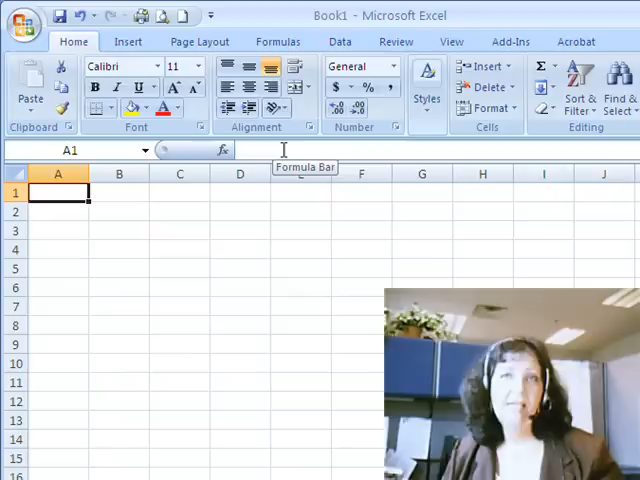 Book1 - Microsoft Excel
Home Insert Page Layout Formulas Data Review View Add-Ins Acrobat
Calibri 11 General Insert Σ
B I U A A A $ % , Delete
Paste Styles Format Sort & Filter Find & Select
Clipboard Font Alignment Number Cells Editing
A1 fx
Formula Bar
A B C D E F G H I J
1
2
3
4
5
6
7
8
9
10
11
12
13
14
15
16